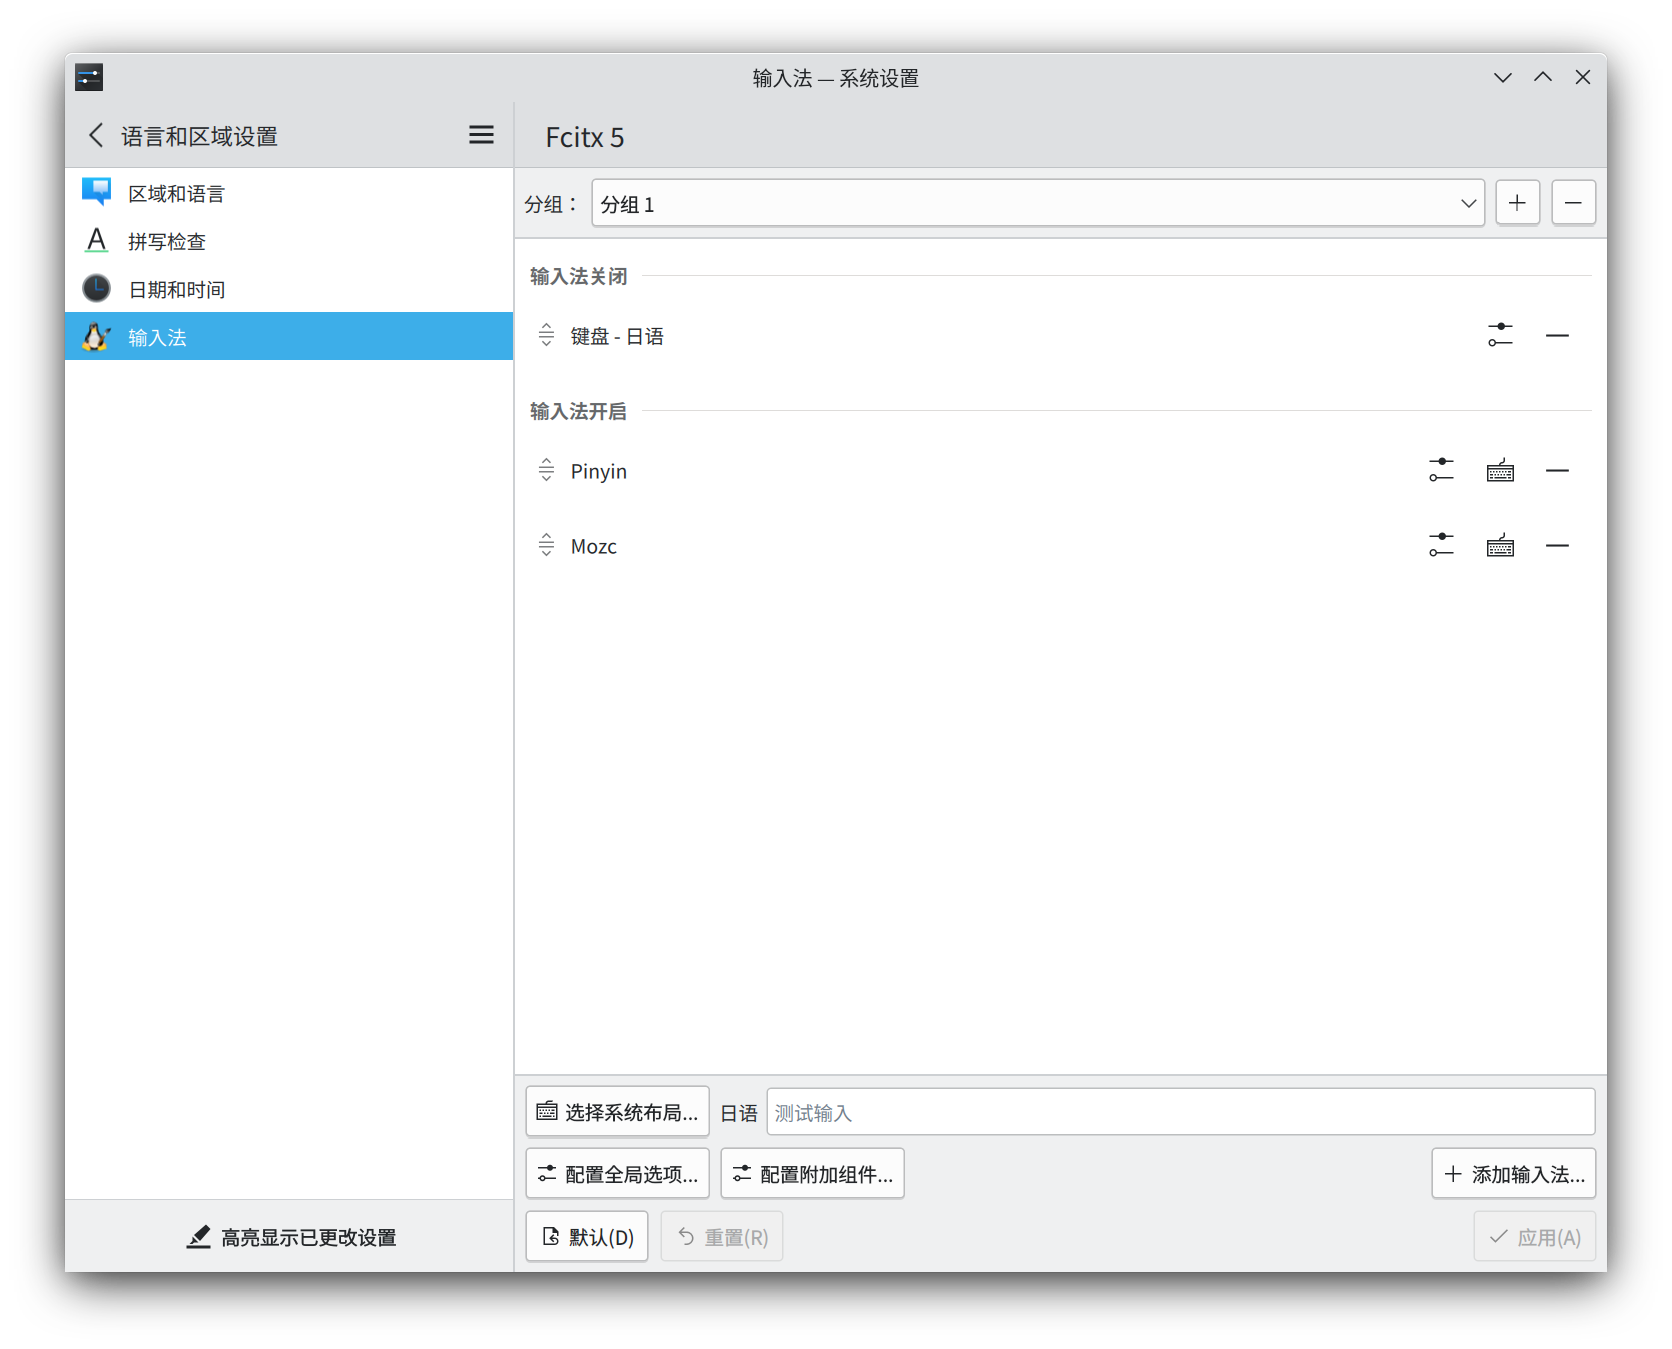 输入法 — 系统设置
语言和区域设置
Fcitx 5
区域和语言
拼写检查
日期和时间
输入法
分组：
分组 1
输入法关闭
键盘 - 日语
输入法开启
Pinyin
Mozc
选择系统布局...
日语
测试输入
配置全局选项...
配置附加组件...
添加输入法...
高亮显示已更改设置
默认(D)
重置(R)
应用(A)